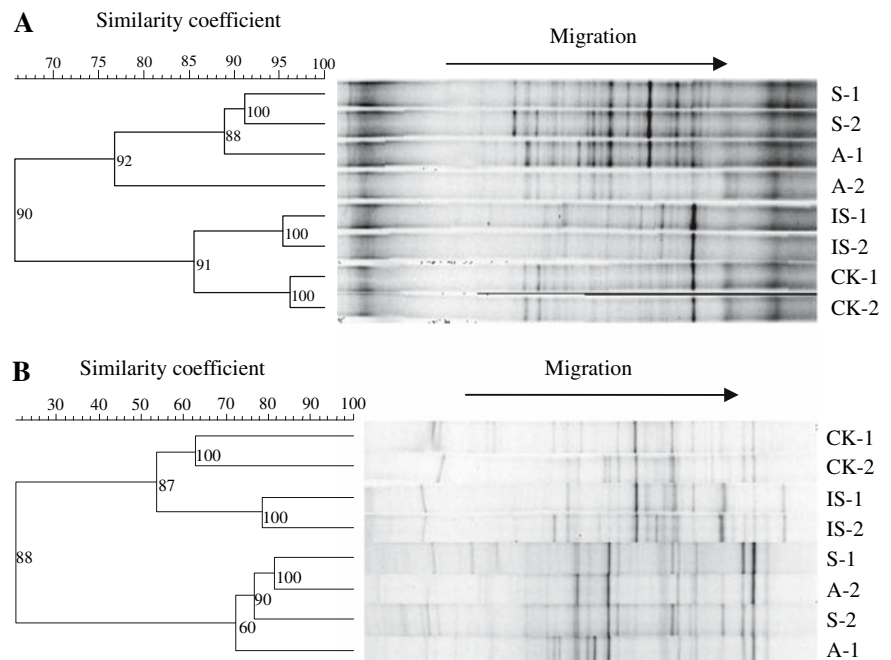 A
Similarity coefficient
Migration
70 75 80 85 90 95 100
S-1
100
S-2
88
A-1
92
A-2
90
IS-1
100
IS-2
91
CK-1
100
CK-2
B
Similarity coefficient
Migration
30 40 50 60 70 80 90 100
CK-1
100
CK-2
87
IS-1
100
IS-2
88
S-1
100
A-2
90
S-2
60
A-1